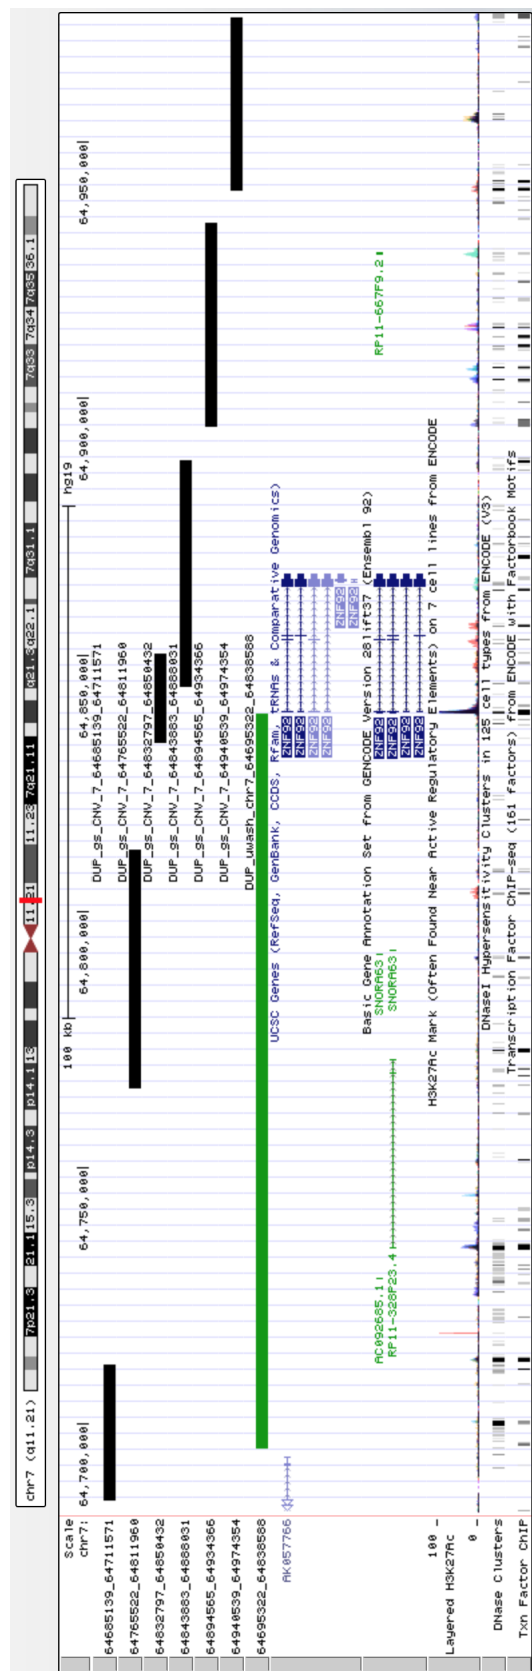 chr7 (q11.21) 7p21.3 21.1 15.3 p14.3 p14.1 13 11.21 11.23 7q21.11 q21.3 q22.1 7q31.1 7q33 7q34 7q35 36.1
Scale 100 kb hg19
chr7: 64,700,000 64,750,000 64,800,000 64,850,000 64,900,000 64,950,000
DUP_gs_CNV_7_64685139_64711571
64685139_64711571
DUP_gs_CNV_7_64765522_64811960
64765522_64811960
DUP_gs_CNV_7_64832797_64850432
64832797_64850432
DUP_gs_CNV_7_64843883_64888031
64843883_64888031
DUP_gs_CNV_7_64894565_64934366
64894565_64934366
DUP_gs_CNV_7_64940539_64974354
64940539_64974354
DUP_uwash_chr7_64695322_64838588
64695322_64838588
UCSC Genes (RefSeq, GenBank, CCDS, Rfam, tRNAs & Comparative Genomics)
AK057766 ZNF92
ZNF92
ZNF92
ZNF92
ZNF92
ZNF92
Basic Gene Annotation Set from GENCODE Version 28lift37 (Ensembl 92)
AC092685.1 SNORA63 ZNF92 RP11-667F9.2
RP11-328P23.4 SNORA63 ZNF92
ZNF92
ZNF92
H3K27Ac Mark (Often Found Near Active Regulatory Elements) on 7 cell lines from ENCODE
100
Layered H3K27Ac
0
DNaseI Hypersensitivity Clusters in 125 cell types from ENCODE (V3)
DNase Clusters
Transcription Factor ChIP-seq (161 factors) from ENCODE with Factorbook Motifs
Txn Factor ChIP